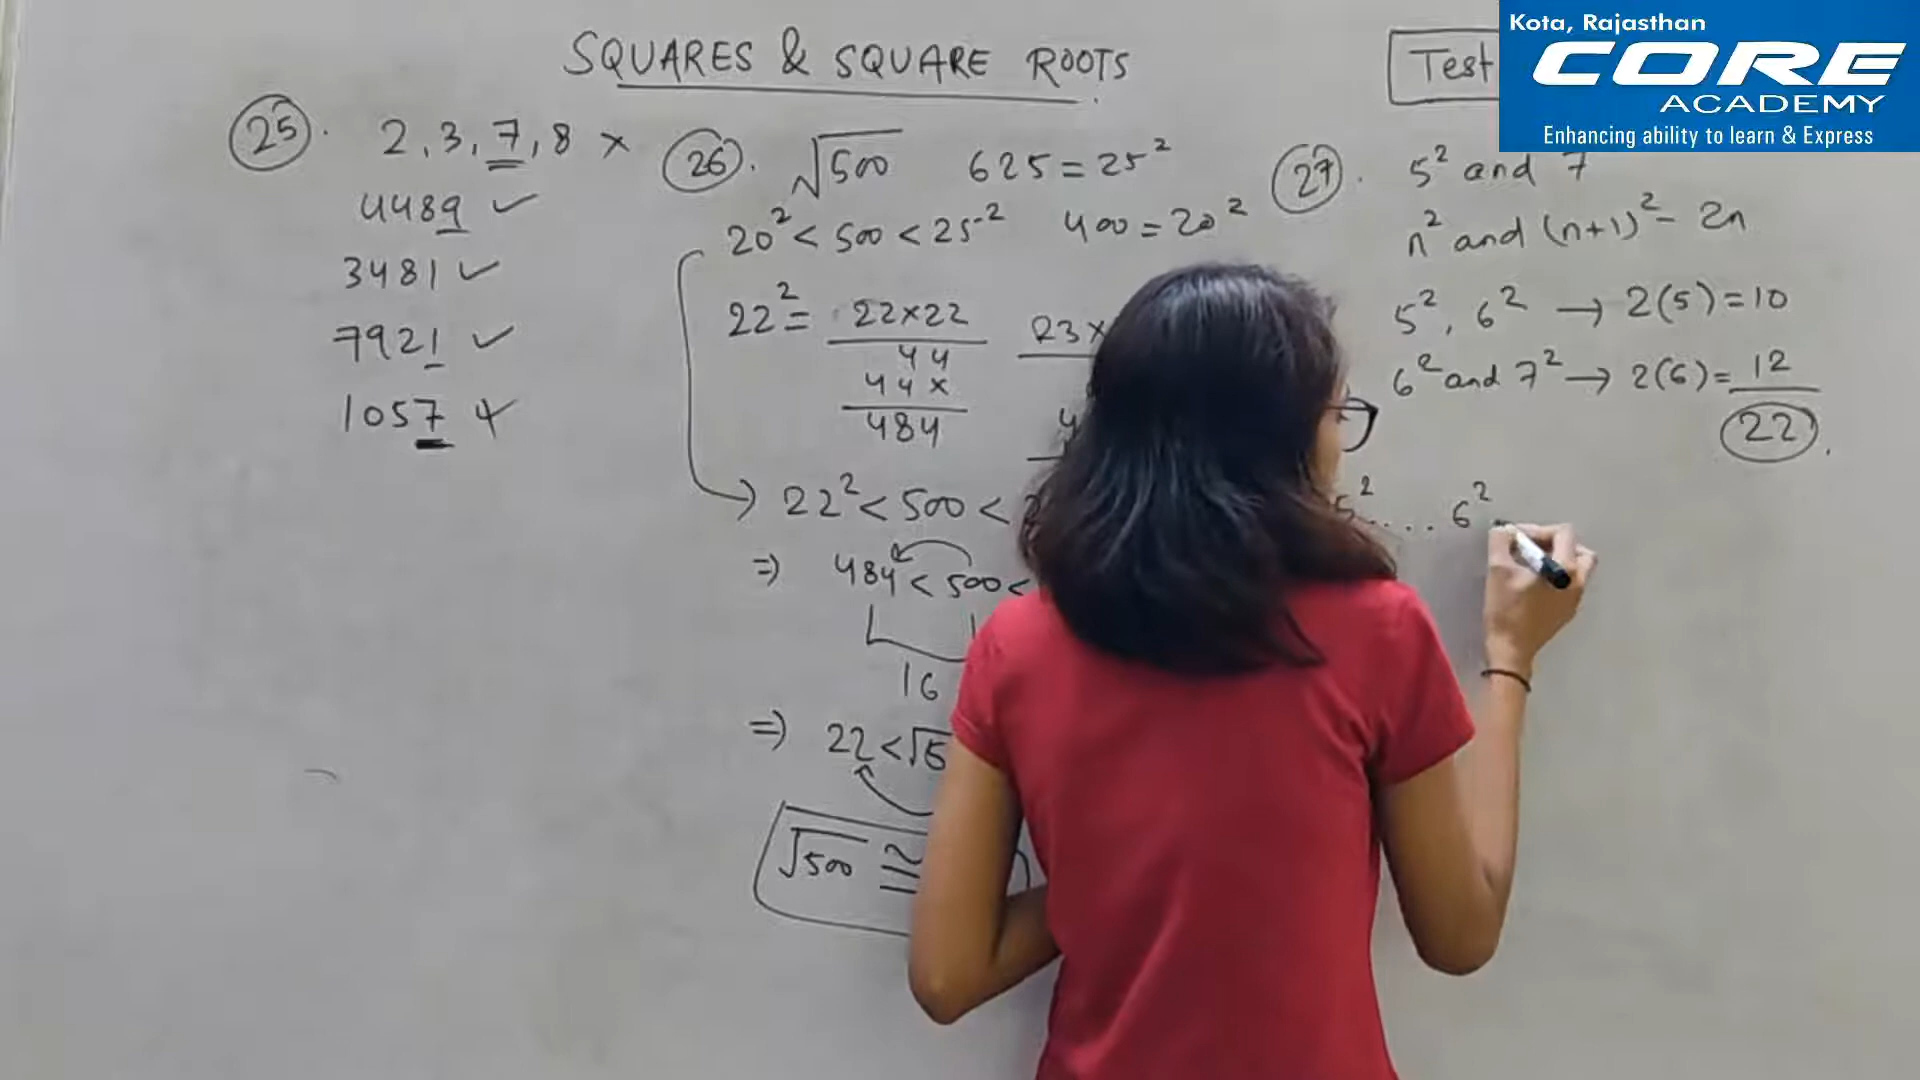 SQUARES & SQUARE ROOTS
Test
Kota, Rajasthan
CORE
ACADEMY
Enhancing ability to learn & Express
25. 2, 3, 7, 8 ×
4489 ✓
3481 ✓
7921 ✓
1057 ×
26. √500 625 = 25²
20² < 500 < 25² 400 = 20²
22² = 22×22 23×
44
44×
484
22² < 500 <
⇒ 484 < 500 <
16
⇒ 22 < √5
√500 ≅
27. 5² and 7
n² and (n+1)² – 2n
5², 6² → 2(5) = 10
6² and 7² → 2(6) = 12
22.
5² .... 6²